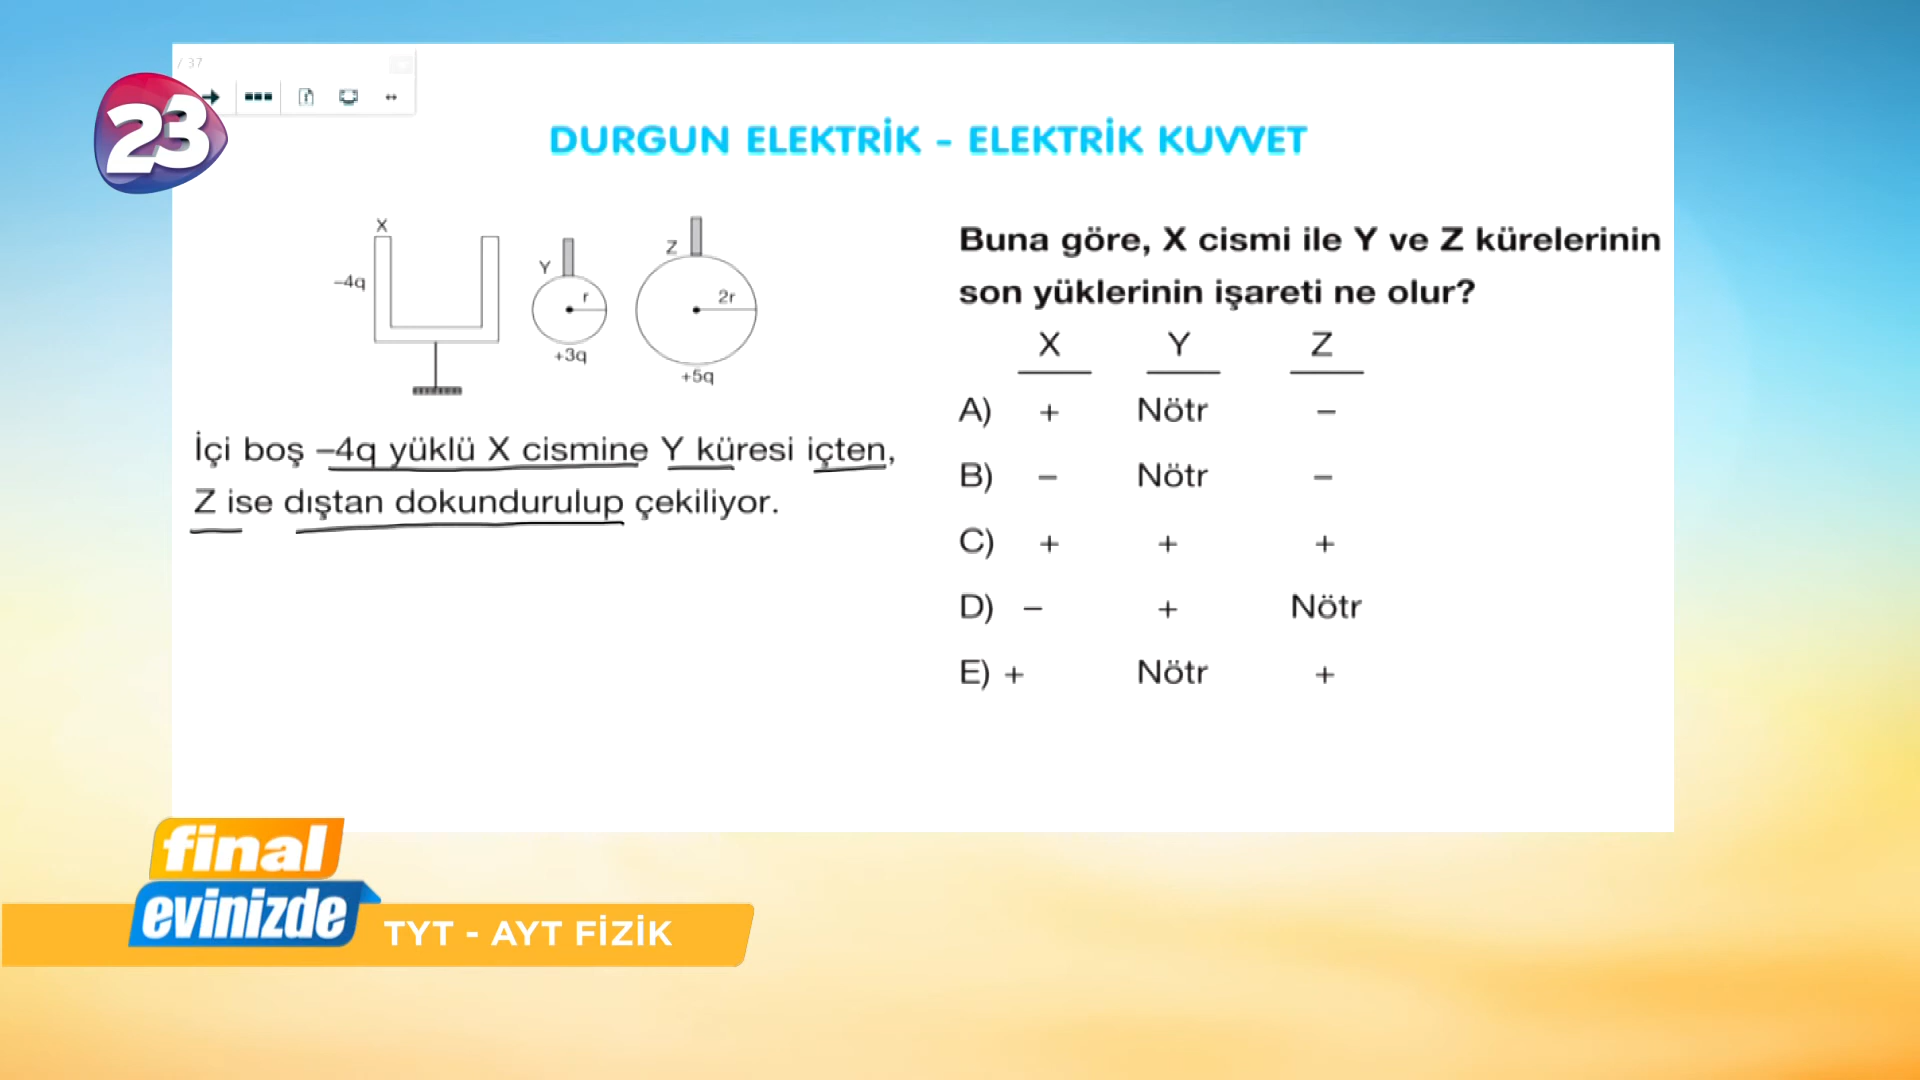 / 37
23
DURGUN ELEKTRİK - ELEKTRİK KUVVET
X
-4q
Y
r
+3q
Z
2r
+5q
İçi boş –4q yüklü X cismine Y küresi içten,
Z ise dıştan dokundurulup çekiliyor.
Buna göre, X cismi ile Y ve Z kürelerinin
son yüklerinin işareti ne olur?
X Y Z
A) + Nötr –
B) – Nötr –
C) + + +
D) – + Nötr
E) + Nötr +
final
evinizde
TYT - AYT FİZİK